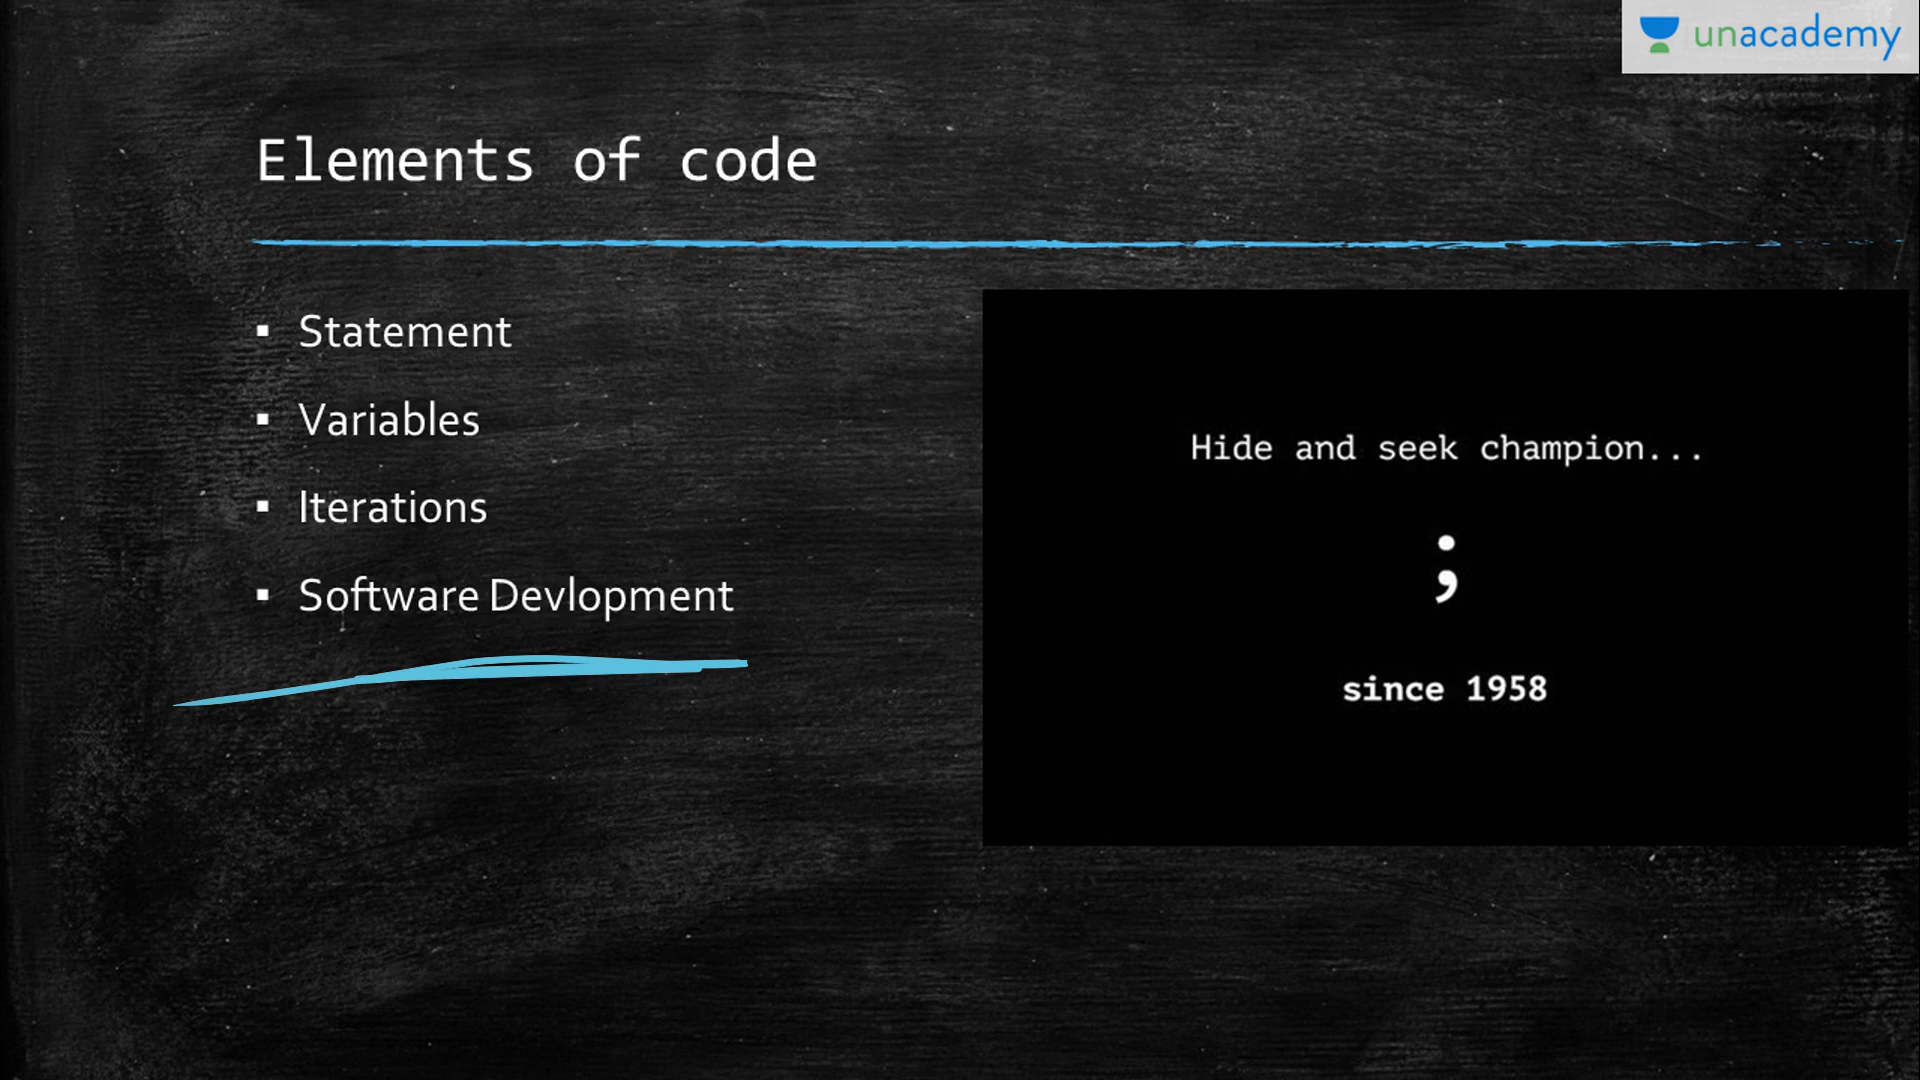 unacademy
Elements of code
▪ Statement
▪ Variables
▪ Iterations
▪ Software Devlopment
Hide and seek champion...
;
since 1958